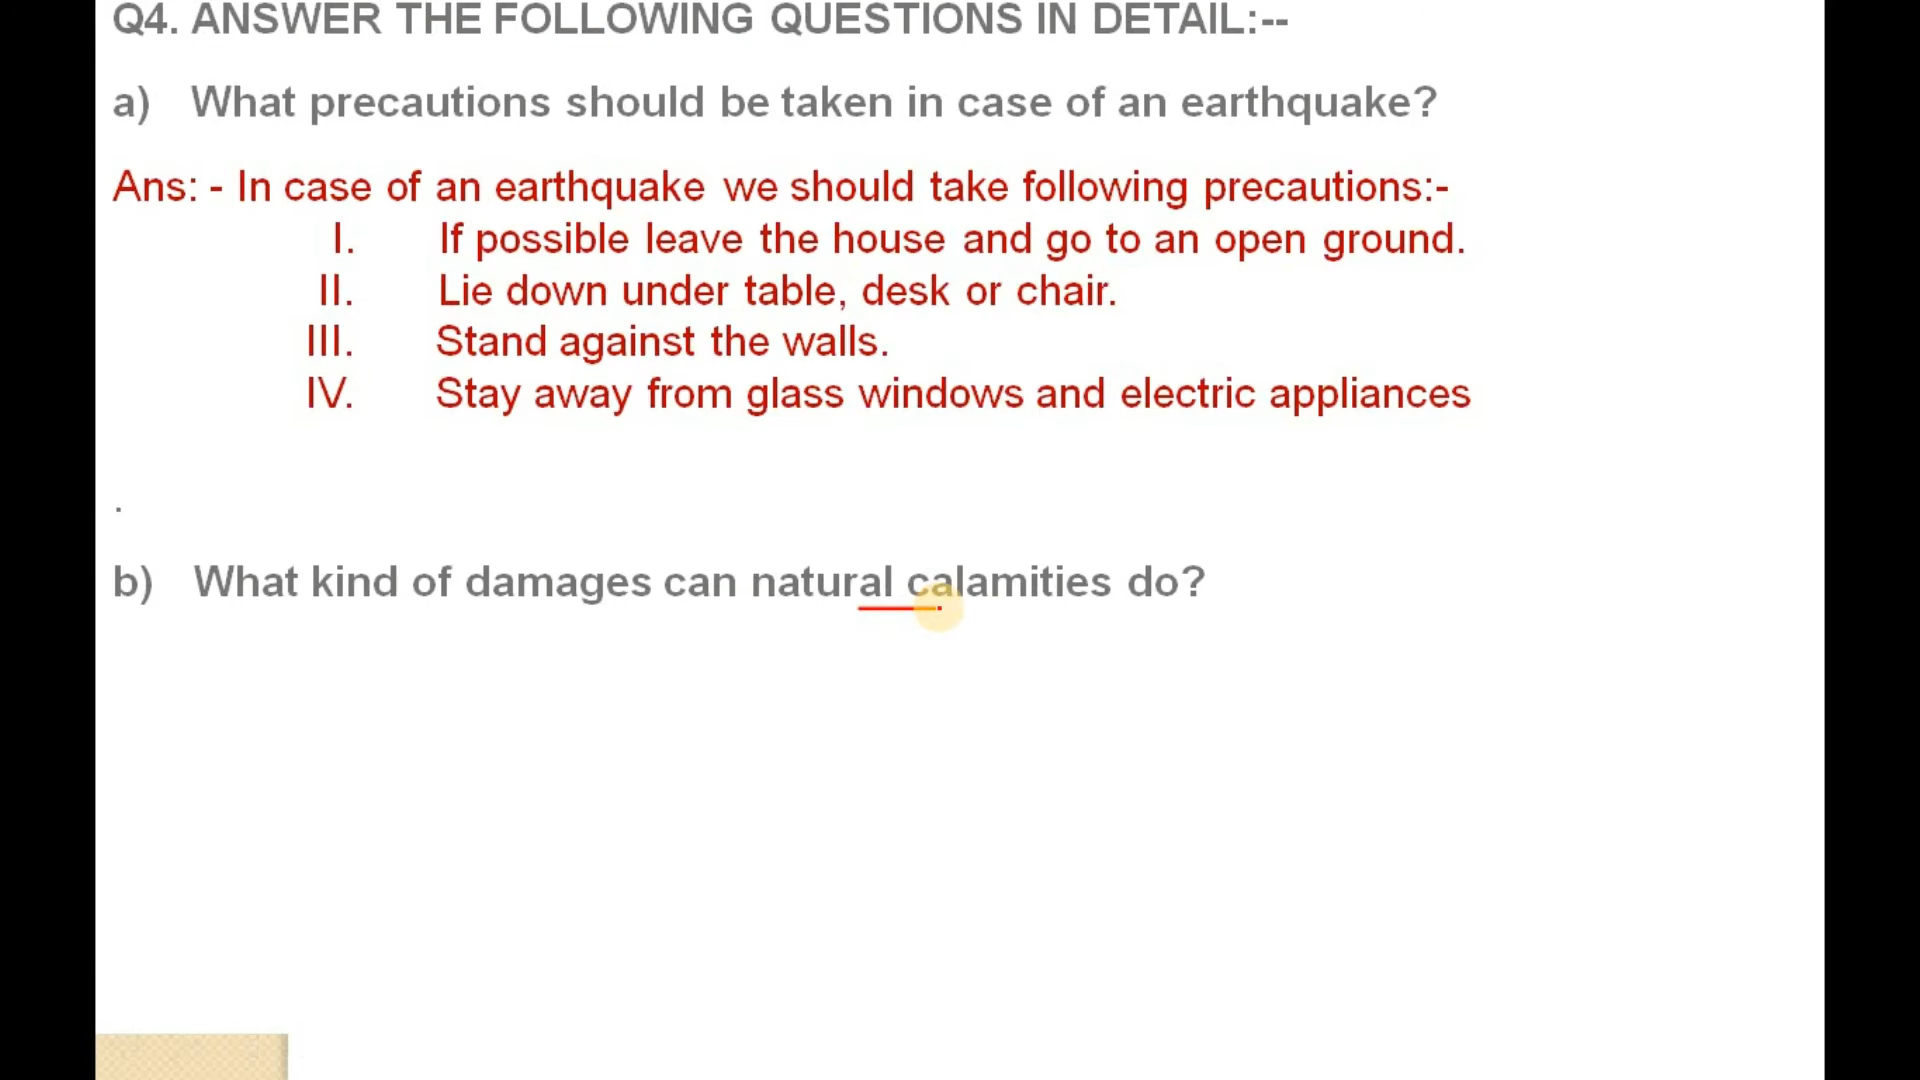 Q4. ANSWER THE FOLLOWING QUESTIONS IN DETAIL:--
a) What precautions should be taken in case of an earthquake?
Ans: - In case of an earthquake we should take following precautions:-
I. If possible leave the house and go to an open ground.
II. Lie down under table, desk or chair.
III. Stand against the walls.
IV. Stay away from glass windows and electric appliances
.
b) What kind of damages can natural calamities do?